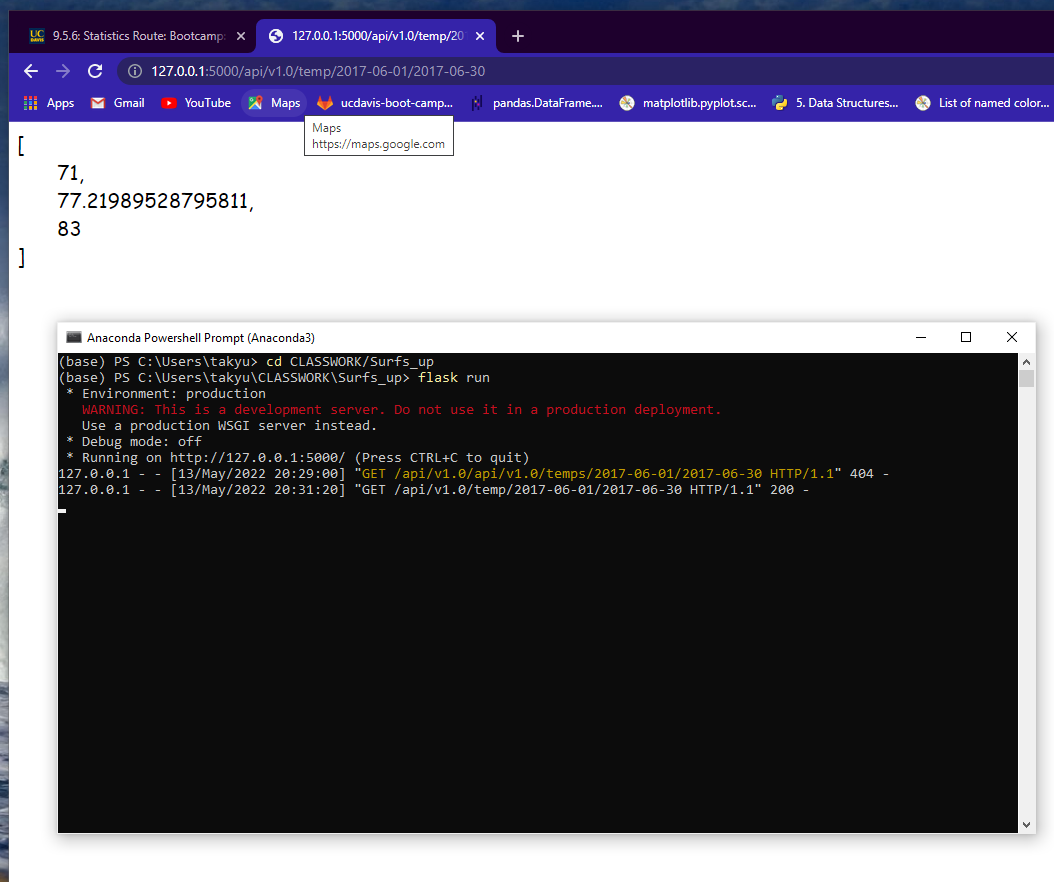 UC DAVIS
9.5.6: Statistics Route: Bootcamp:
127.0.0.1:5000/api/v1.0/temp/20
127.0.0.1:5000/api/v1.0/temp/2017-06-01/2017-06-30
Apps Gmail YouTube Maps ucdavis-boot-camp... pandas.DataFrame.... matplotlib.pyplot.sc... 5. Data Structures... List of named color...
Maps
https://maps.google.com
[
71,
77.21989528795811,
83
]
Anaconda Powershell Prompt (Anaconda3)
(base) PS C:\Users\takyu> cd CLASSWORK/Surfs_up
(base) PS C:\Users\takyu\CLASSWORK\Surfs_up> flask run
* Environment: production
WARNING: This is a development server. Do not use it in a production deployment.
Use a production WSGI server instead.
* Debug mode: off
* Running on http://127.0.0.1:5000/ (Press CTRL+C to quit)
127.0.0.1 - - [13/May/2022 20:29:00] "GET /api/v1.0/api/v1.0/temps/2017-06-01/2017-06-30 HTTP/1.1" 404 -
127.0.0.1 - - [13/May/2022 20:31:20] "GET /api/v1.0/temp/2017-06-01/2017-06-30 HTTP/1.1" 200 -